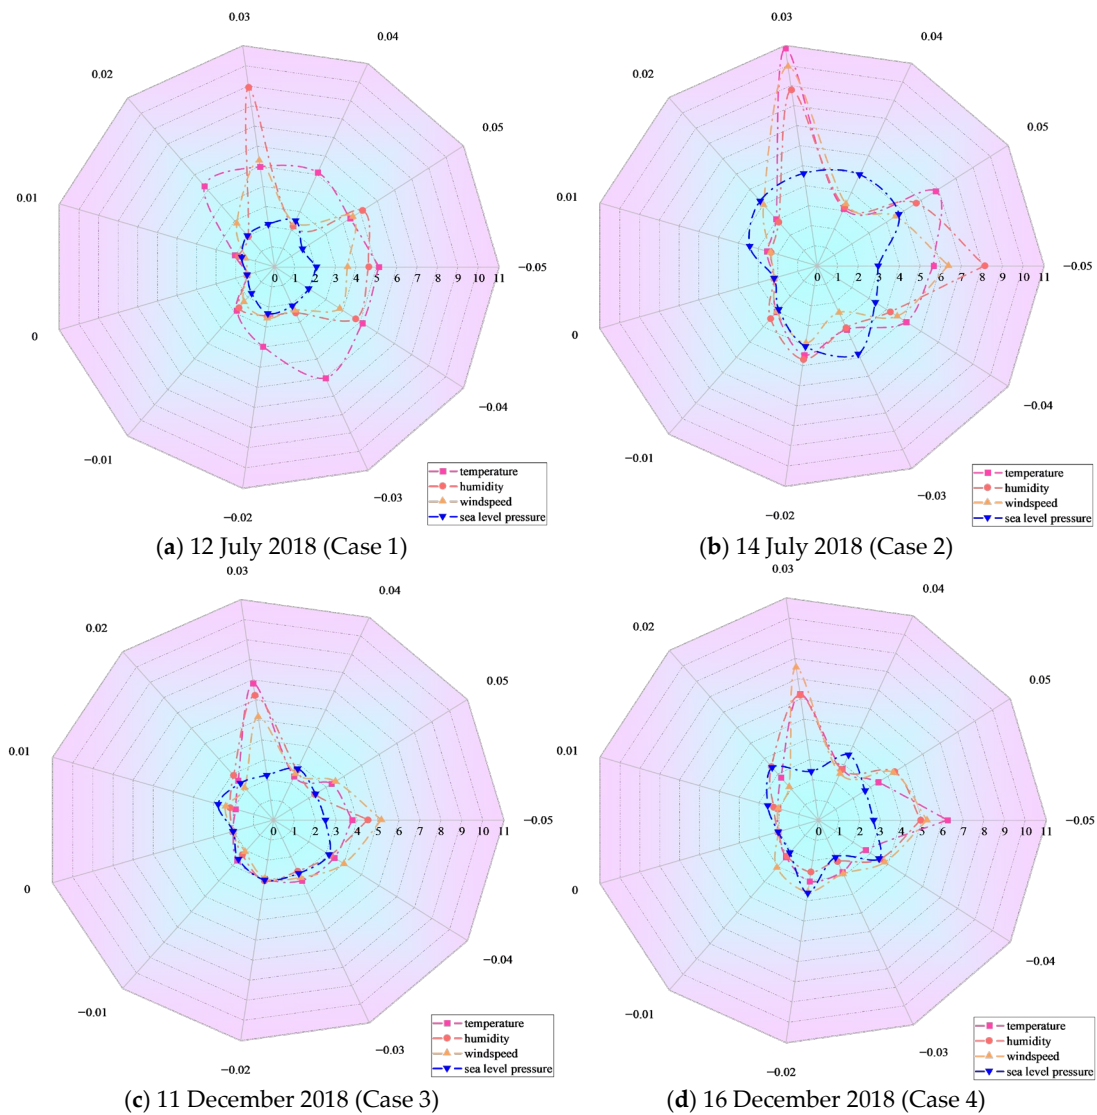 0.03
0.04
0.02
0.05
0.01
0 1 2 3 4 5 6 7 8 9 10 11 −0.05
0
−0.04
−0.01
−0.03
−0.02
temperature
humidity
windspeed
sea level pressure
(a) 12 July 2018 (Case 1)
0.03
0.04
0.02
0.05
0.01
0 1 2 3 4 5 6 7 8 9 10 11 −0.05
0
−0.04
−0.01
−0.03
−0.02
temperature
humidity
windspeed
sea level pressure
(b) 14 July 2018 (Case 2)
0.03
0.04
0.02
0.05
0.01
0 1 2 3 4 5 6 7 8 9 10 11 −0.05
0
−0.04
−0.01
−0.03
−0.02
temperature
humidity
windspeed
sea level pressure
(c) 11 December 2018 (Case 3)
0.03
0.04
0.02
0.05
0.01
0 1 2 3 4 5 6 7 8 9 10 11 −0.05
0
−0.04
−0.01
−0.03
−0.02
temperature
humidity
windspeed
sea level pressure
(d) 16 December 2018 (Case 4)